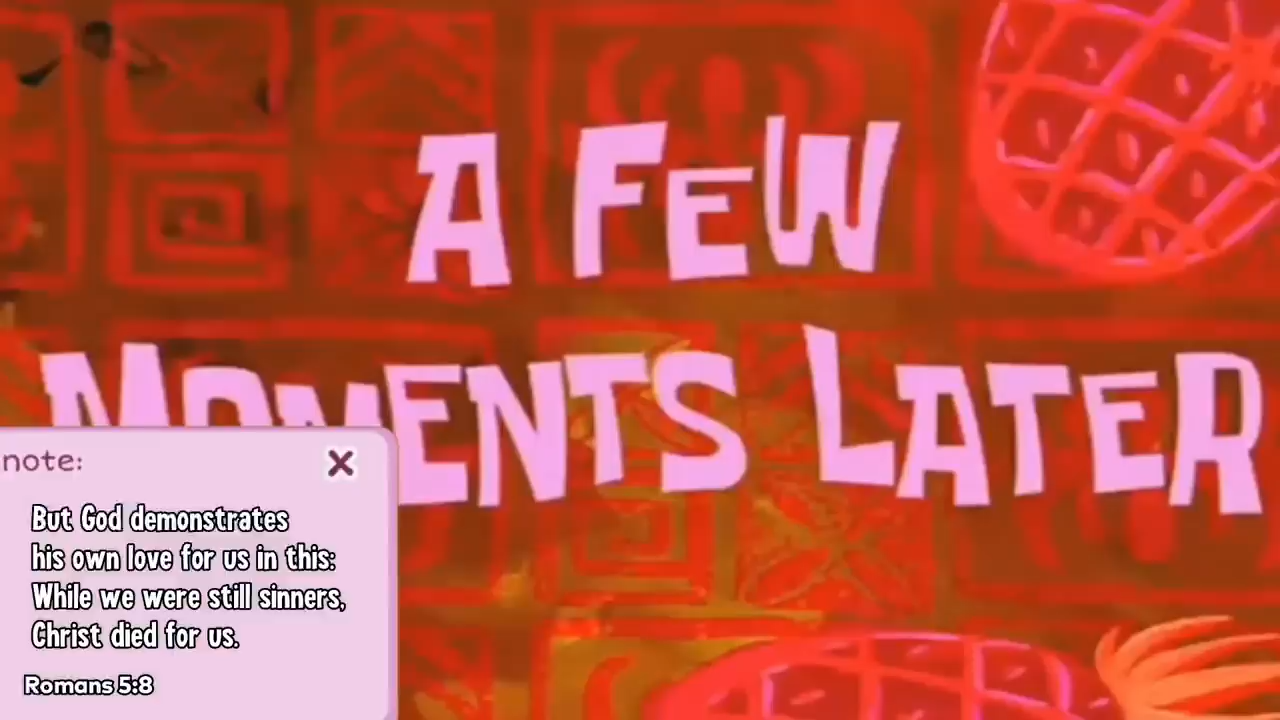 A FEW
MOMENTS LATER
note:
But God demonstrates
his own love for us in this:
While we were still sinners,
Christ died for us.
Romans 5:8